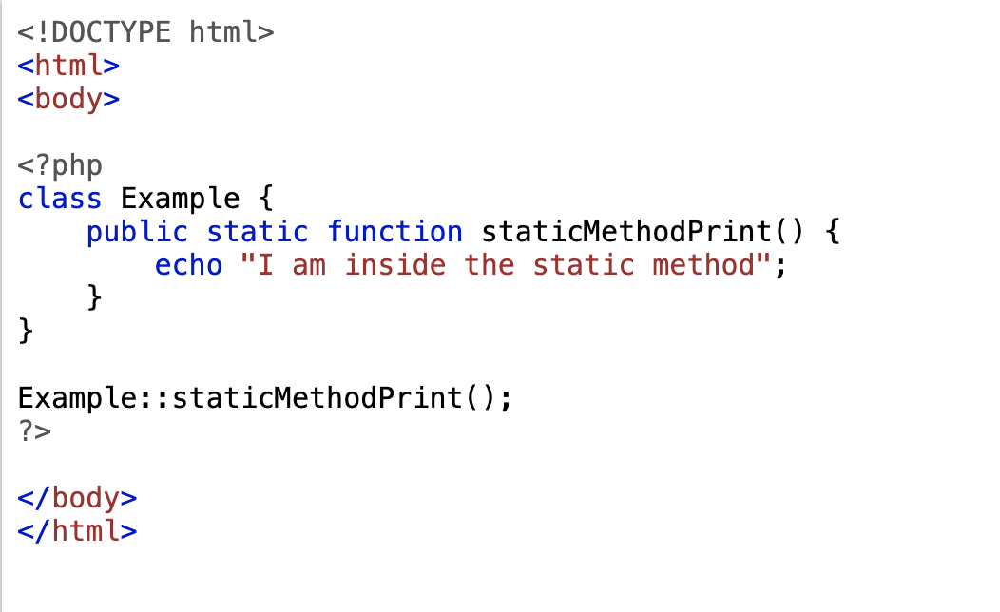 <!DOCTYPE html>
<html>
<body>

<?php
class Example {
    public static function staticMethodPrint() {
        echo "I am inside the static method";
    }
}

Example::staticMethodPrint();
?>

</body>
</html>